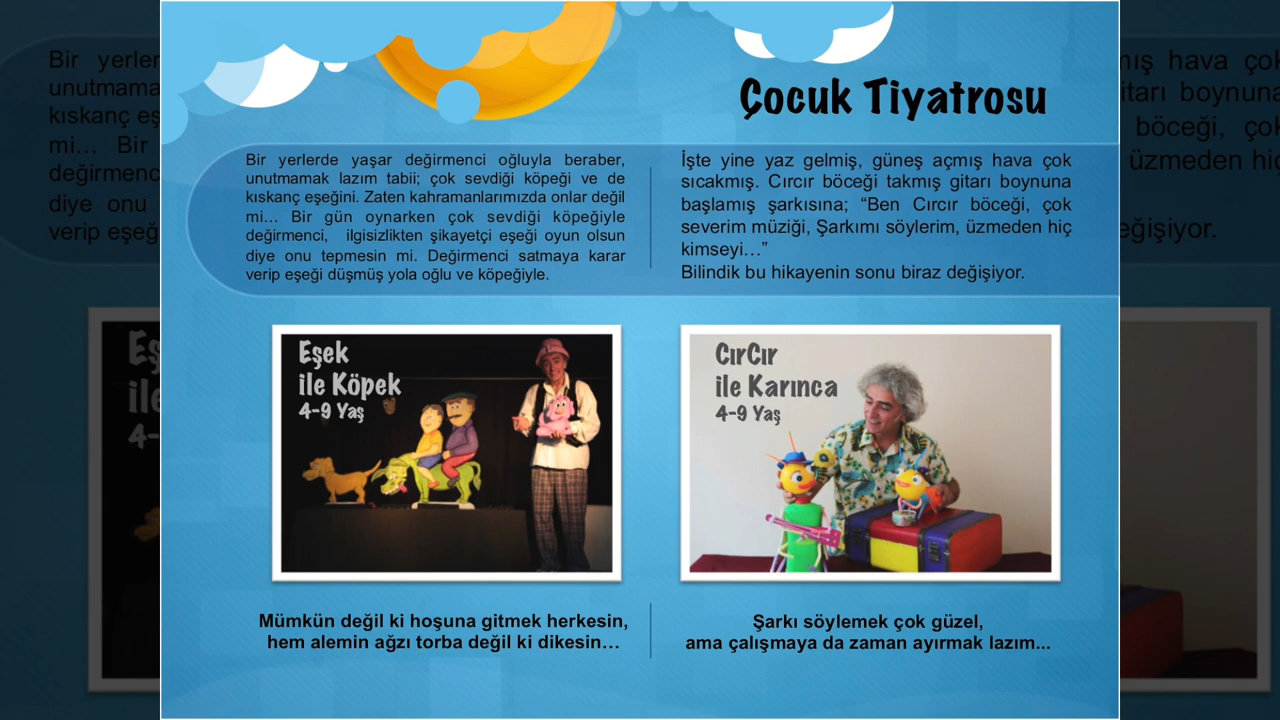 Çocuk Tiyatrosu
Bir yerlerde yaşar değirmenci oğluyla beraber,
unutmamak lazım tabii; çok sevdiği köpeği ve de
kıskanç eşeğini. Zaten kahramanlarımızda onlar değil
mi… Bir gün oynarken çok sevdiği köpeğiyle
değirmenci, ilgisizlikten şikayetçi eşeği oyun olsun
diye onu tepmesin mi. Değirmenci satmaya karar
verip eşeği düşmüş yola oğlu ve köpeğiyle.
İşte yine yaz gelmiş, güneş açmış hava çok
sıcakmış. Cırcır böceği takmış gitarı boynuna
başlamış şarkısına; “Ben Cırcır böceği, çok
severim müziği, Şarkımı söylerim, üzmeden hiç
kimseyi…”
Bilindik bu hikayenin sonu biraz değişiyor.
Eşek
ile Köpek
4-9 Yaş
CırCır
ile Karınca
4-9 Yaş
Mümkün değil ki hoşuna gitmek herkesin,
hem alemin ağzı torba değil ki dikesin…
Şarkı söylemek çok güzel,
ama çalışmaya da zaman ayırmak lazım...